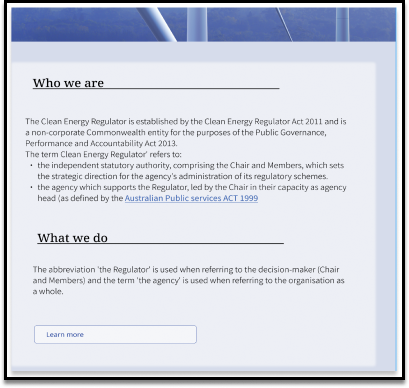 Who we are
The Clean Energy Regulator is established by the Clean Energy Regulator Act 2011 and is
a non-corporate Commonwealth entity for the purposes of the Public Governance,
Performance and Accountability Act 2013.
The term Clean Energy Regulator' refers to:
• the independent statutory authority, comprising the Chair and Members, which sets
the strategic direction for the agency's administration of its regulatory schemes.
• the agency which supports the Regulator, led by the Chair in their capacity as agency
head (as defined by the Australian Public services ACT 1999
What we do
The abbreviation 'the Regulator' is used when referring to the decision-maker (Chair
and Members) and the term 'the agency' is used when referring to the organisation as
a whole.
Learn more